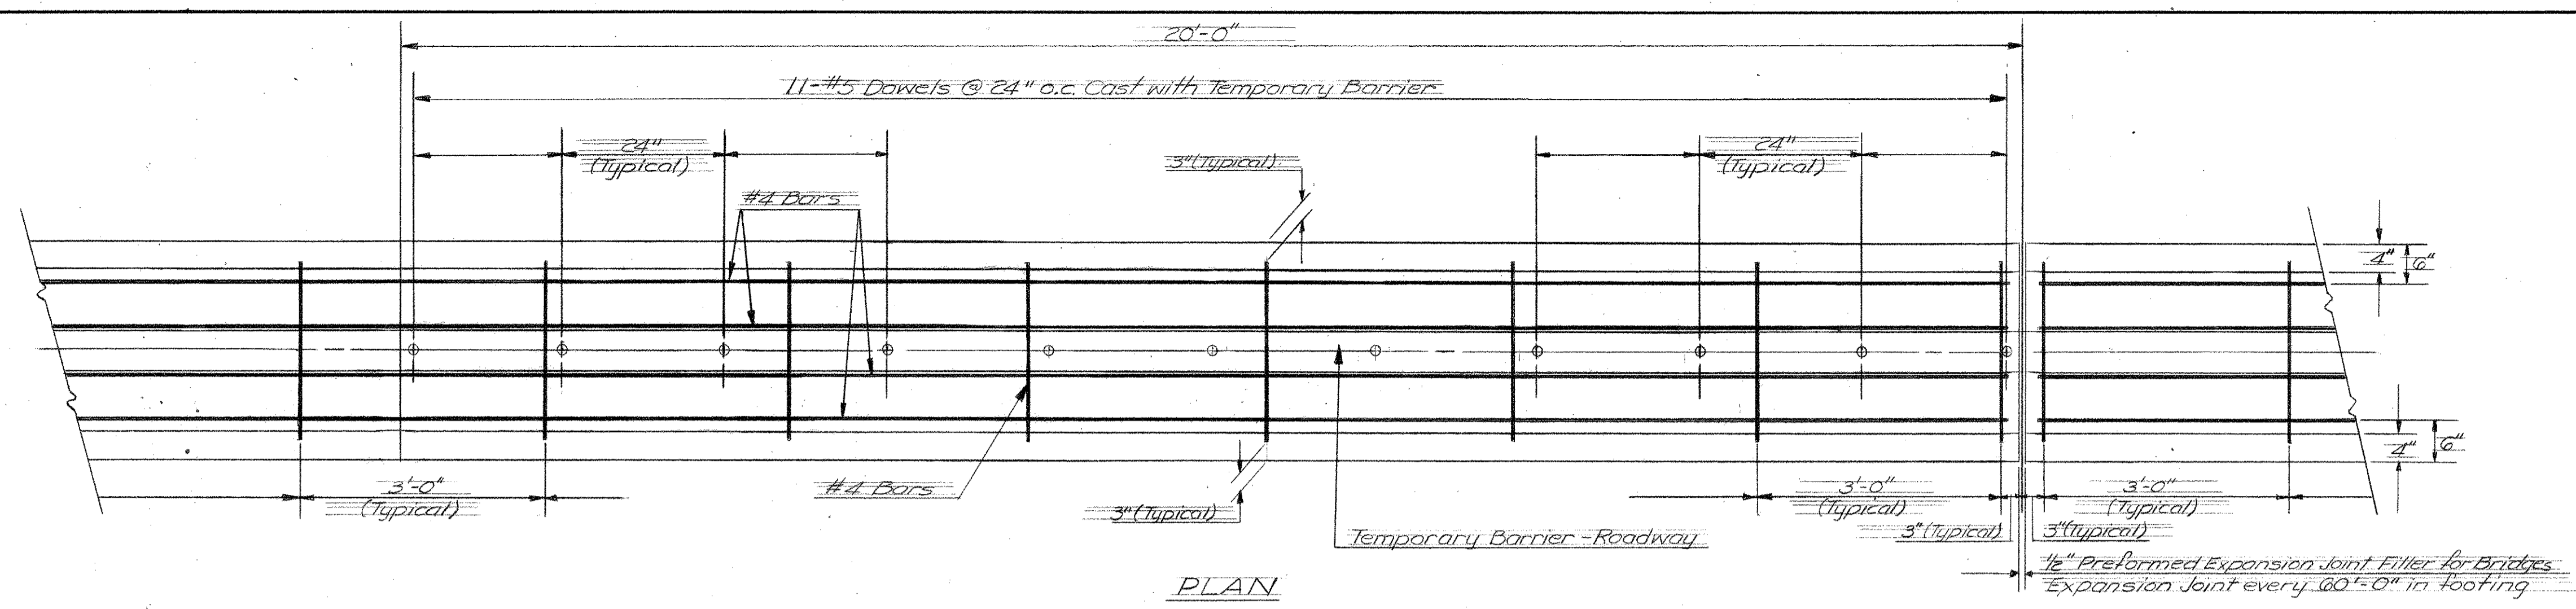 20'-0"
11-#5 Dowels @ 24" o.c. Cast with Temporary Barrier
24"
(Typical)
3"(Typical)
24"
(Typical)
#4 Bars
4"
6"
4"
6"
3'-0"
(Typical)
#4 Bars
3"(Typical)
3'-0"
(Typical)
3'-0"
(Typical)
Temporary Barrier-Roadway
3"(Typical)
3"(Typical)
1/2" Preformed Expansion Joint Filler for Bridges
Expansion Joint every 60'-0" in footing
PLAN